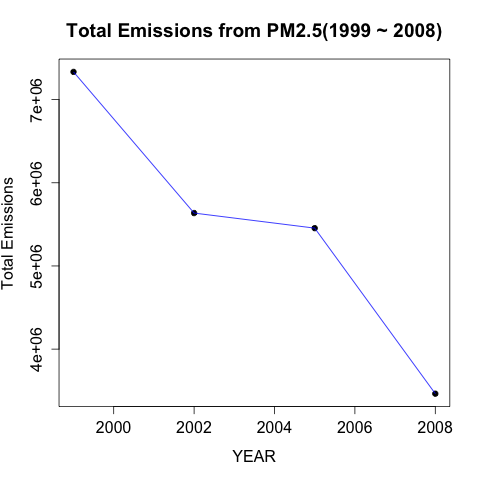 Total Emissions from PM2.5(1999 ~ 2008)
Total Emissions
7e+06
6e+06
5e+06
4e+06
2000 2002 2004 2006 2008
YEAR